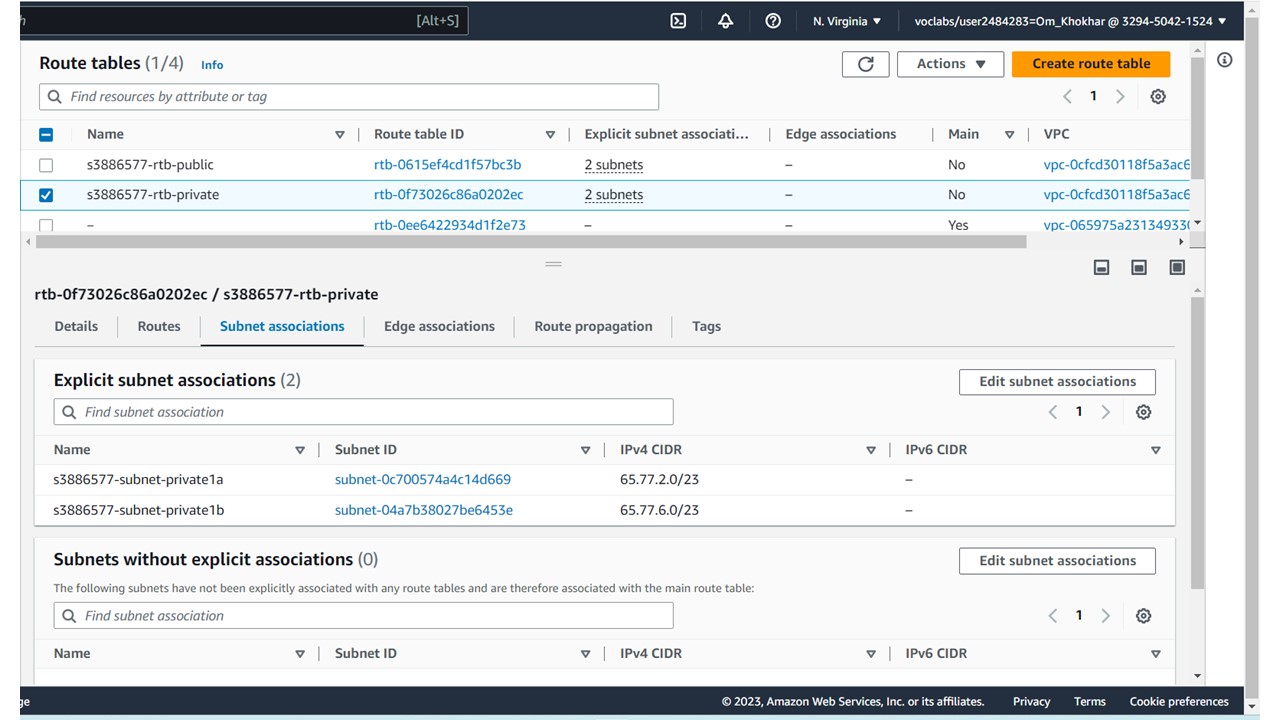 [Alt+S] N. Virginia ▼ voclabs/user2484283=Om_Khokhar @ 3294-5042-1524 ▼
Route tables (1/4) Info Actions ▼ Create route table
Find resources by attribute or tag 1
Name Route table ID Explicit subnet associati... Edge associations Main VPC
s3886577-rtb-public rtb-0615ef4cd1f57bc3b 2 subnets – No vpc-0cfcd30118f5a3ac6
s3886577-rtb-private rtb-0f73026c86a0202ec 2 subnets – No vpc-0cfcd30118f5a3ac6
– rtb-0ee6422934d1f2e73 – – Yes vpc-065975a231349330
rtb-0f73026c86a0202ec / s3886577-rtb-private
Details Routes Subnet associations Edge associations Route propagation Tags
Explicit subnet associations (2) Edit subnet associations
Find subnet association 1
Name Subnet ID IPv4 CIDR IPv6 CIDR
s3886577-subnet-private1a subnet-0c700574a4c14d669 65.77.2.0/23 –
s3886577-subnet-private1b subnet-04a7b38027be6453e 65.77.6.0/23 –
Subnets without explicit associations (0) Edit subnet associations
The following subnets have not been explicitly associated with any route tables and are therefore associated with the main route table:
Find subnet association 1
Name Subnet ID IPv4 CIDR IPv6 CIDR
ge © 2023, Amazon Web Services, Inc. or its affiliates. Privacy Terms Cookie preferences